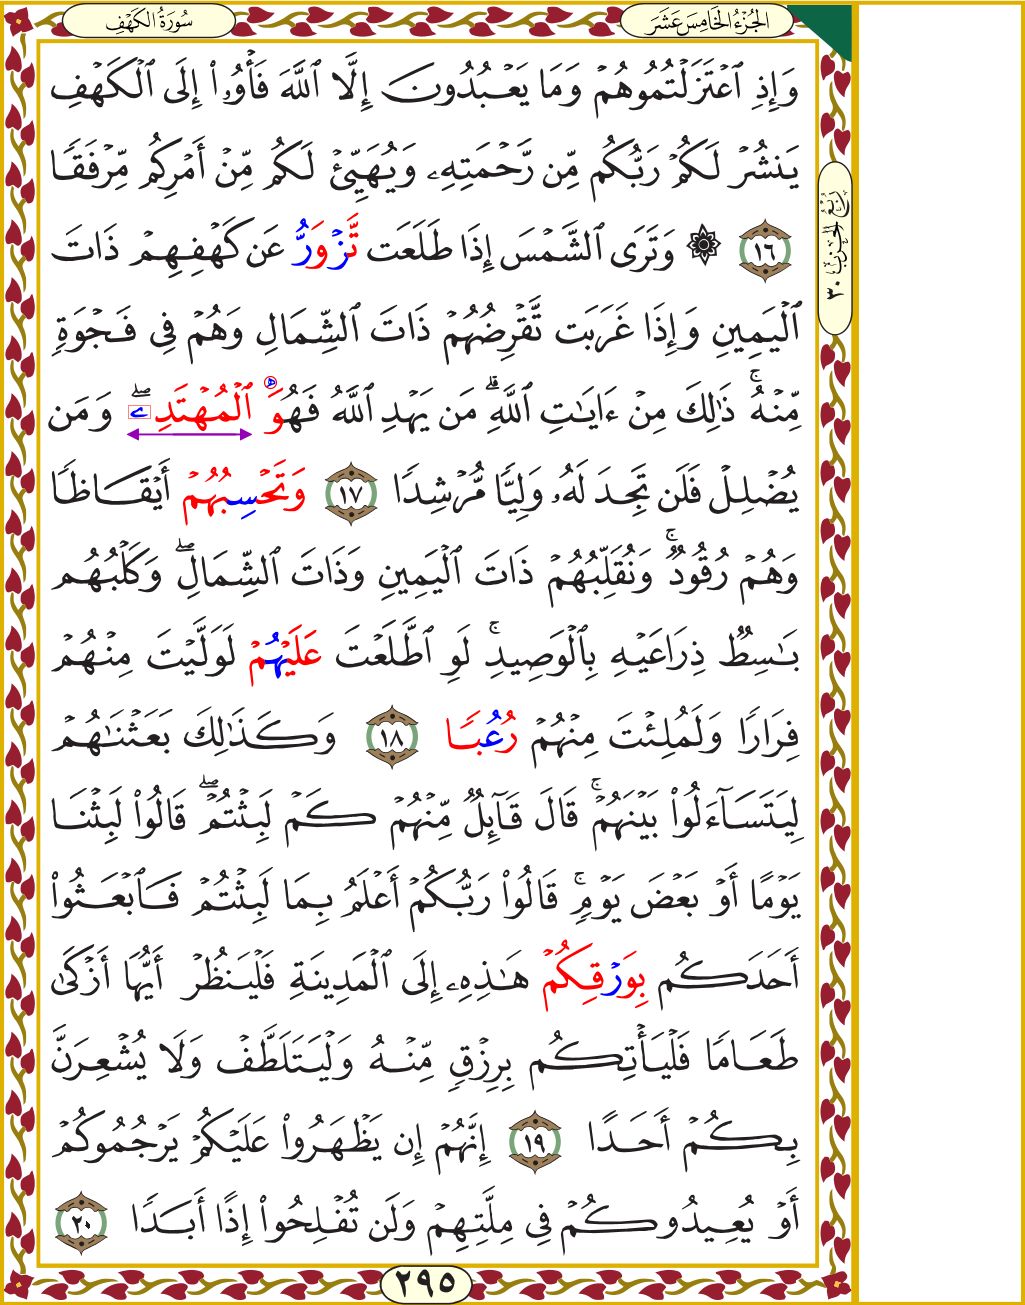 سُورَةُ الكَهْفِ
الجُزْءُ الخَامِسَ عَشَرَ
وَإِذِ ٱعۡتَزَلۡتُمُوهُمۡ وَمَا يَعۡبُدُونَ إِلَّا ٱللَّهَ فَأۡوُۥٓاْ إِلَى ٱلۡكَهۡفِ
يَنشُرۡ لَكُمۡ رَبُّكُم مِّن رَّحۡمَتِهِۦ وَيُهَيِّئۡ لَكُم مِّنۡ أَمۡرِكُم مِّرۡفَقٗا
١٦ ۞ وَتَرَى ٱلشَّمۡسَ إِذَا طَلَعَت تَّزۡوَرُّ عَن كَهۡفِهِمۡ ذَاتَ
ٱلۡيَمِينِ وَإِذَا غَرَبَت تَّقۡرِضُهُمۡ ذَاتَ ٱلشِّمَالِ وَهُمۡ فِي فَجۡوَةٖ
مِّنۡهُۚ ذَٰلِكَ مِنۡ ءَايَٰتِ ٱللَّهِۗ مَن يَهۡدِ ٱللَّهُ فَهُوَ ٱلۡمُهۡتَدِۦۖ وَمَن
يُضۡلِلۡ فَلَن تَجِدَ لَهُۥ وَلِيّٗا مُّرۡشِدٗا ١٧ وَتَحۡسِبُهُمۡ أَيۡقَاظٗا
وَهُمۡ رُقُودٞۚ وَنُقَلِّبُهُمۡ ذَاتَ ٱلۡيَمِينِ وَذَاتَ ٱلشِّمَالِۖ وَكَلۡبُهُم
بَٰسِطٞ ذِرَاعَيۡهِ بِٱلۡوَصِيدِۚ لَوِ ٱطَّلَعۡتَ عَلَيۡهُمۡ لَوَلَّيۡتَ مِنۡهُمۡ
فِرَارٗا وَلَمُلِئۡتَ مِنۡهُمۡ رُعُبٗا ١٨ وَكَذَٰلِكَ بَعَثۡنَٰهُمۡ
لِيَتَسَآءَلُواْ بَيۡنَهُمۡۚ قَالَ قَآئِلٞ مِّنۡهُمۡ كَمۡ لَبِثۡتُمۡۖ قَالُواْ لَبِثۡنَا
يَوۡمًا أَوۡ بَعۡضَ يَوۡمٖۚ قَالُواْ رَبُّكُمۡ أَعۡلَمُ بِمَا لَبِثۡتُمۡ فَٱبۡعَثُوٓاْ
أَحَدَكُم بِوَرۡقِكُمۡ هَٰذِهِۦٓ إِلَى ٱلۡمَدِينَةِ فَلۡيَنظُرۡ أَيُّهَآ أَزۡكَىٰ
طَعَامٗا فَلۡيَأۡتِكُم بِرِزۡقٖ مِّنۡهُ وَلۡيَتَلَطَّفۡ وَلَا يُشۡعِرَنَّ
بِكُمۡ أَحَدًا ١٩ إِنَّهُمۡ إِن يَظۡهَرُواْ عَلَيۡكُمۡ يَرۡجُمُوكُمۡ
أَوۡ يُعِيدُوكُمۡ فِي مِلَّتِهِمۡ وَلَن تُفۡلِحُوٓاْ إِذًا أَبَدٗا ٢٠
رُبْعُ الحِزْبِ ٣٠
٢٩٥